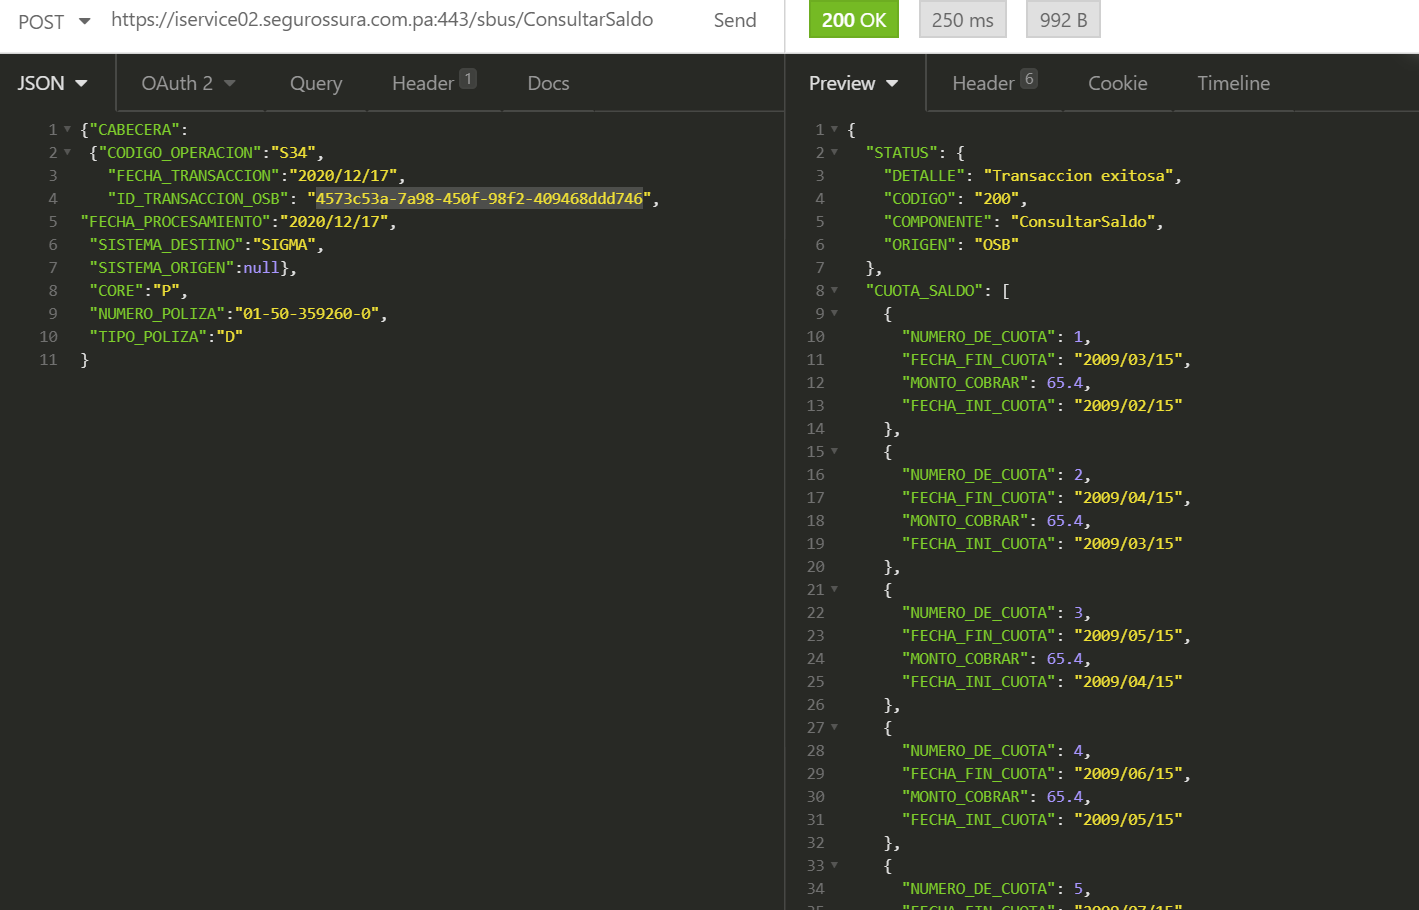 POST https://iservice02.segurossura.com.pa:443/sbus/ConsultarSaldo Send
JSON OAuth 2 Query Header 1 Docs
1 {"CABECERA":
2 {"CODIGO_OPERACION":"S34",
3 "FECHA_TRANSACCION":"2020/12/17",
4 "ID_TRANSACCION_OSB": "4573c53a-7a98-450f-98f2-409468ddd746",
5 "FECHA_PROCESAMIENTO":"2020/12/17",
6 "SISTEMA_DESTINO":"SIGMA",
7 "SISTEMA_ORIGEN":null},
8 "CORE":"P",
9 "NUMERO_POLIZA":"01-50-359260-0",
10 "TIPO_POLIZA":"D"
11 }
200 OK 250 ms 992 B
Preview Header 6 Cookie Timeline
1 {
2 "STATUS": {
3 "DETALLE": "Transaccion exitosa",
4 "CODIGO": "200",
5 "COMPONENTE": "ConsultarSaldo",
6 "ORIGEN": "OSB"
7 },
8 "CUOTA_SALDO": [
9 {
10 "NUMERO_DE_CUOTA": 1,
11 "FECHA_FIN_CUOTA": "2009/03/15",
12 "MONTO_COBRAR": 65.4,
13 "FECHA_INI_CUOTA": "2009/02/15"
14 },
15 {
16 "NUMERO_DE_CUOTA": 2,
17 "FECHA_FIN_CUOTA": "2009/04/15",
18 "MONTO_COBRAR": 65.4,
19 "FECHA_INI_CUOTA": "2009/03/15"
20 },
21 {
22 "NUMERO_DE_CUOTA": 3,
23 "FECHA_FIN_CUOTA": "2009/05/15",
24 "MONTO_COBRAR": 65.4,
25 "FECHA_INI_CUOTA": "2009/04/15"
26 },
27 {
28 "NUMERO_DE_CUOTA": 4,
29 "FECHA_FIN_CUOTA": "2009/06/15",
30 "MONTO_COBRAR": 65.4,
31 "FECHA_INI_CUOTA": "2009/05/15"
32 },
33 {
34 "NUMERO_DE_CUOTA": 5,